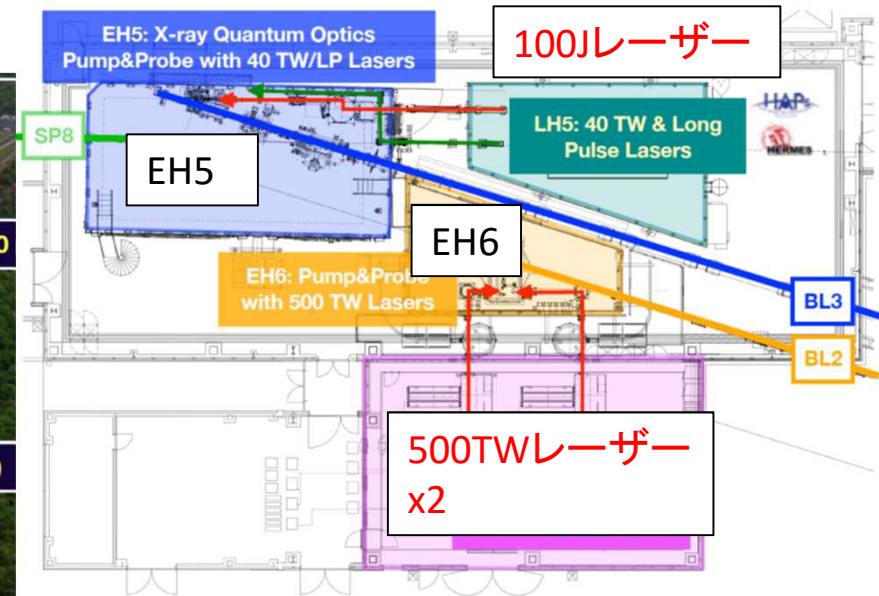 EH5: X-ray Quantum Optics
Pump&Probe with 40 TW/LP Lasers
100Jレーザー
HAPs
HERMES
LH5: 40 TW & Long
Pulse Lasers
SP8
EH5
EH6
EH6: Pump&Probe
with 500 TW Lasers
BL3
BL2
500TWレーザー
x2